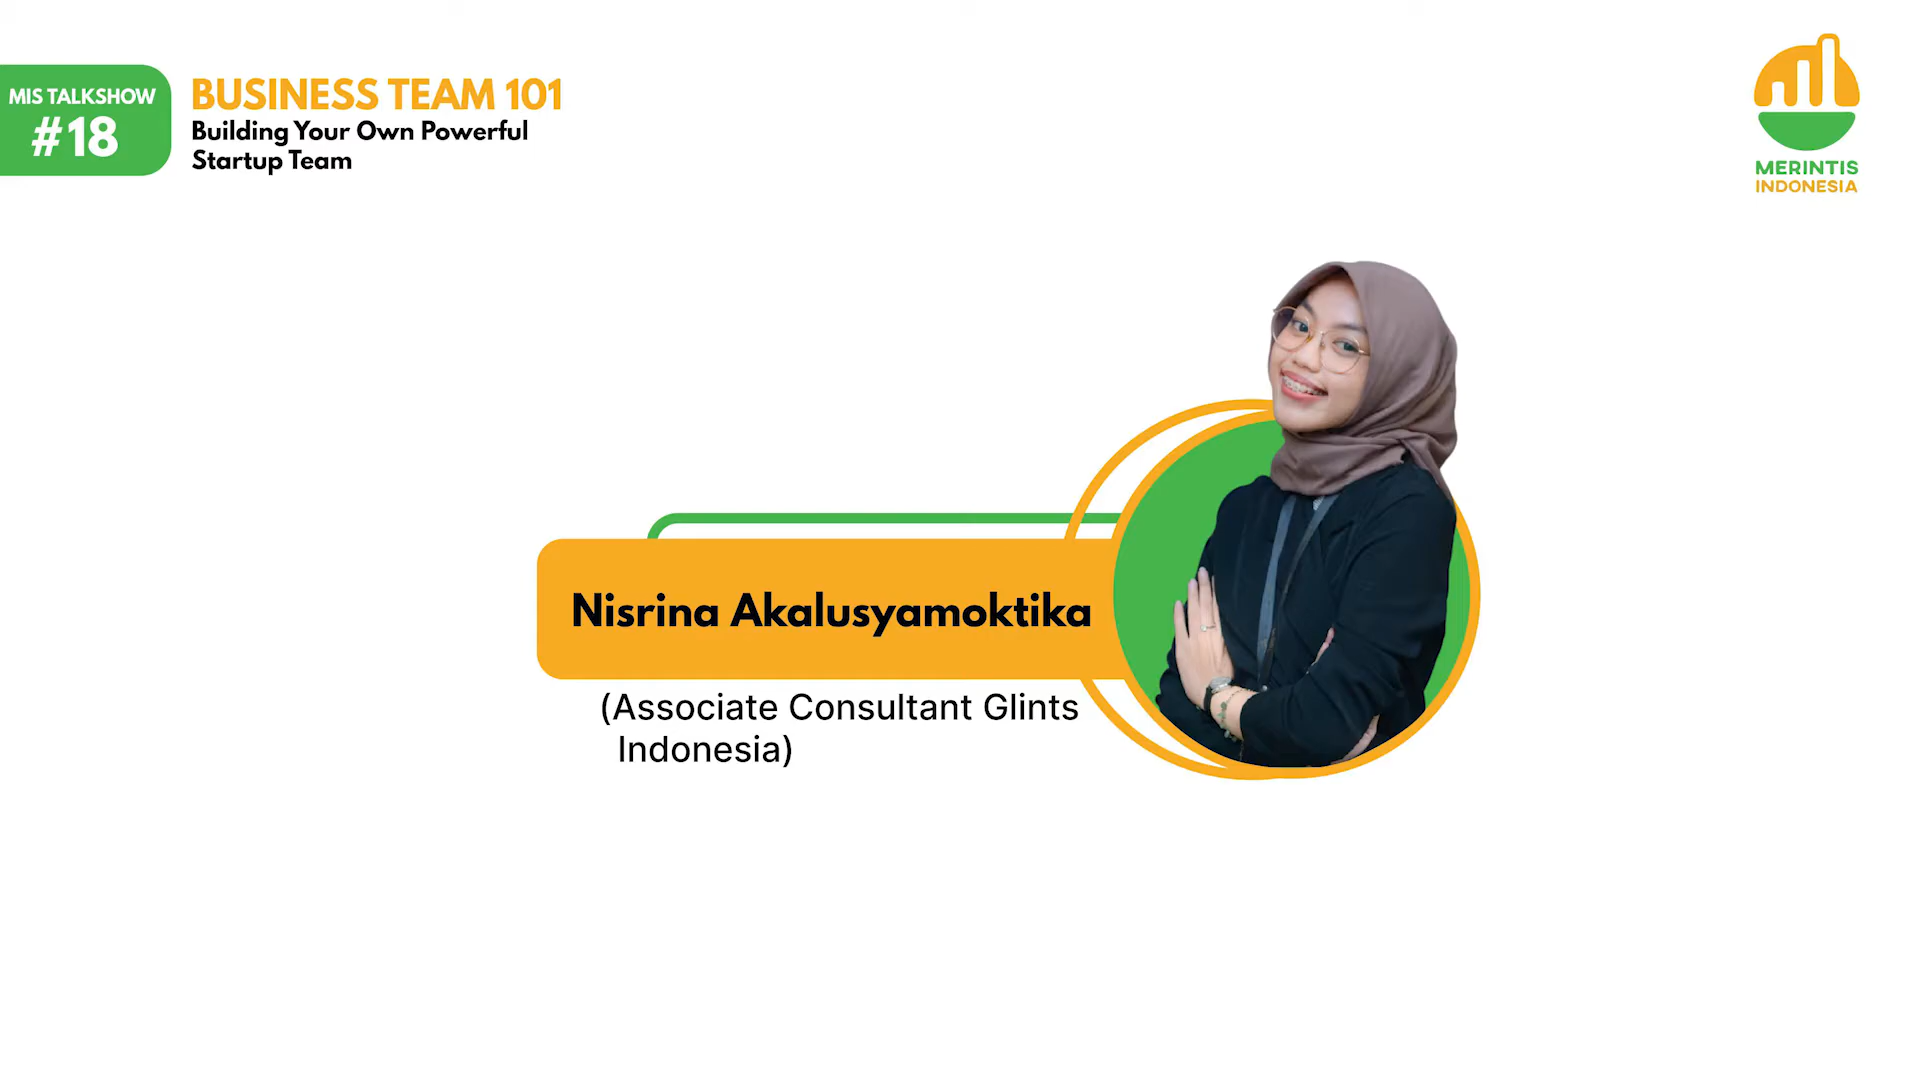 MIS TALKSHOW
#18
BUSINESS TEAM 101
Building Your Own Powerful
Startup Team
MERINTIS
INDONESIA
Nisrina Akalusyamoktika
(Associate Consultant Glints
Indonesia)